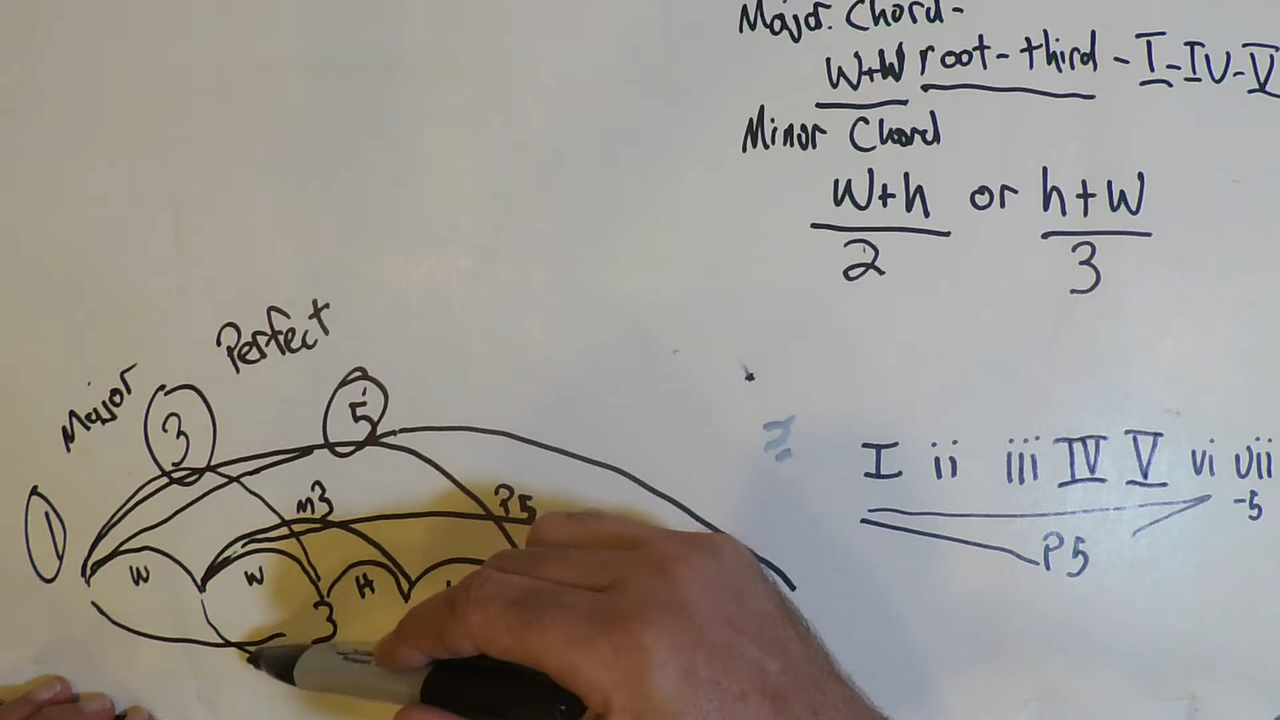 Major Chord-
W+W root-third - I-IV-V
Minor Chord
W+h or h+W
2 3
Perfect
Major
3 5
I ii iii IV V vi vii
-5
m3 P5
1
P5
W W H
3